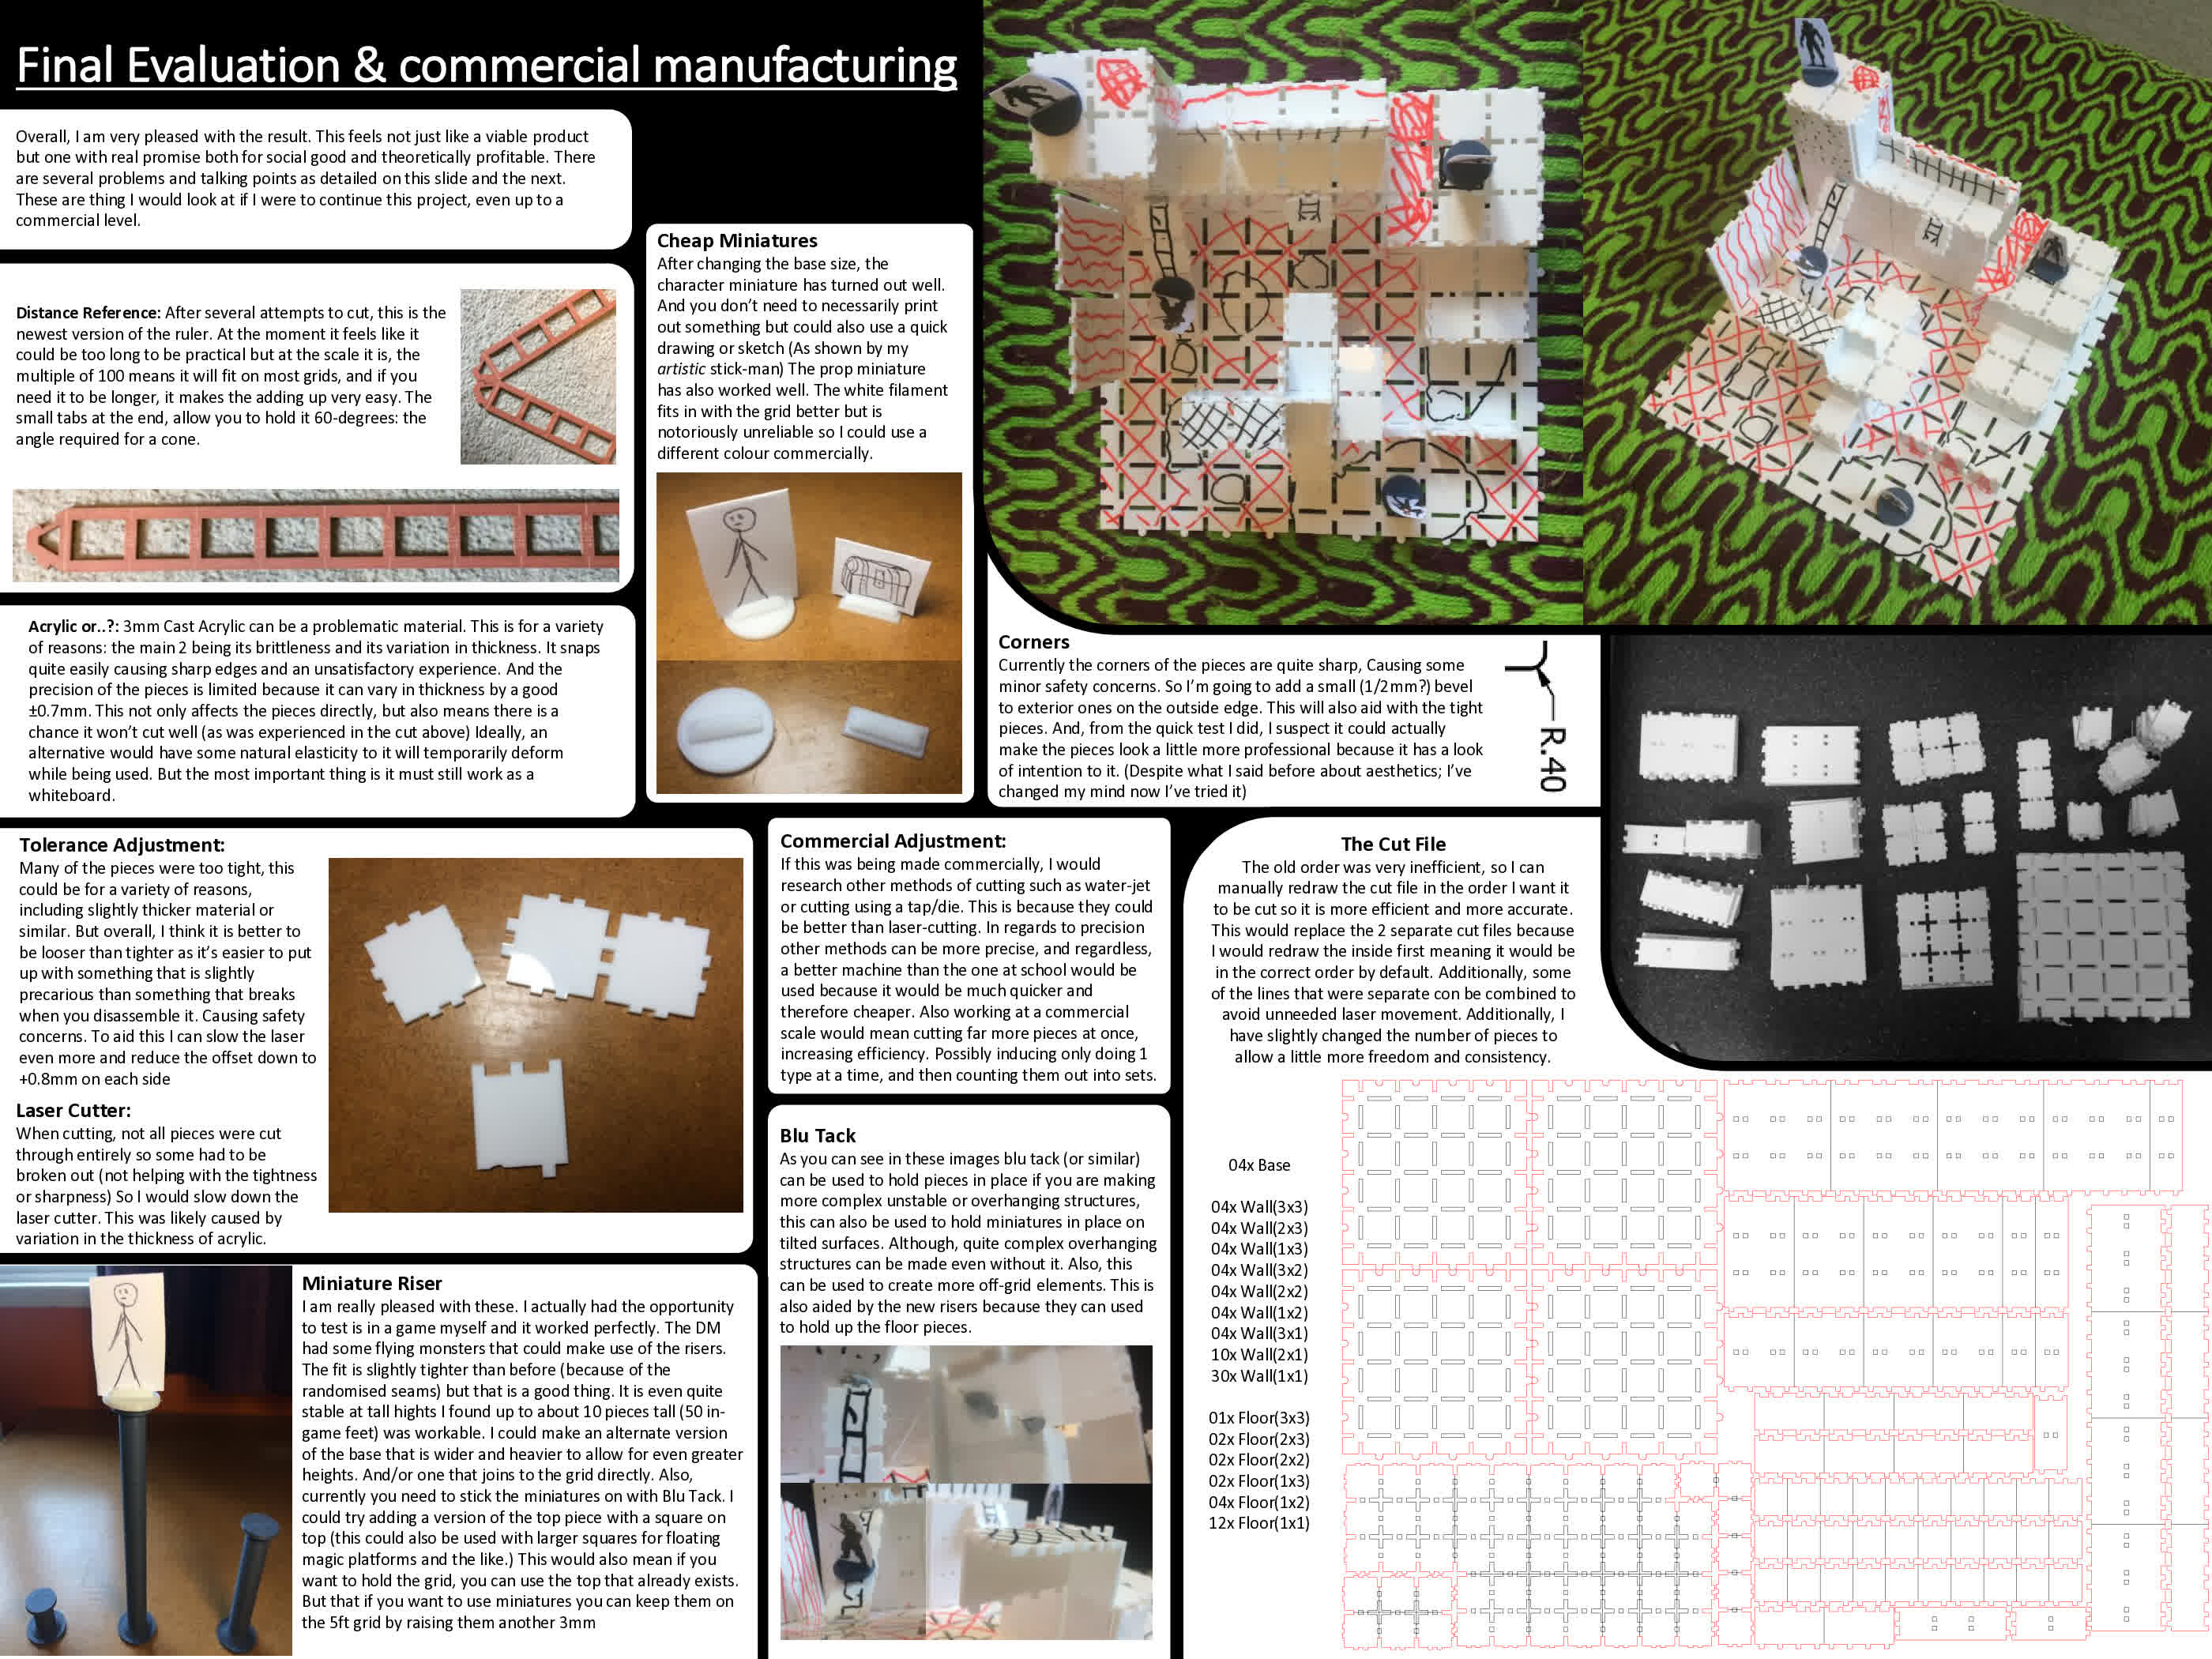 Final Evaluation & commercial manufacturing
Overall, I am very pleased with the result. This feels not just like a viable product
but one with real promise both for social good and theoretically profitable. There
are several problems and talking points as detailed on this slide and the next.
These are thing I would look at if I were to continue this project, even up to a
commercial level.
Distance Reference: After several attempts to cut, this is the
newest version of the ruler. At the moment it feels like it
could be too long to be practical but at the scale it is, the
multiple of 100 means it will fit on most grids, and if you
need it to be longer, it makes the adding up very easy. The
small tabs at the end, allow you to hold it 60-degrees: the
angle required for a cone.
Acrylic or..?: 3mm Cast Acrylic can be a problematic material. This is for a variety
of reasons: the main 2 being its brittleness and its variation in thickness. It snaps
quite easily causing sharp edges and an unsatisfactory experience. And the
precision of the pieces is limited because it can vary in thickness by a good
±0.7mm. This not only affects the pieces directly, but also means there is a
chance it won't cut well (as was experienced in the cut above) Ideally, an
alternative would have some natural elasticity to it will temporarily deform
while being used. But the most important thing is it must still work as a
whiteboard.
Cheap Miniatures
After changing the base size, the
character miniature has turned out well.
And you don't need to necessarily print
out something but could also use a quick
drawing or sketch (As shown by my
artistic stick-man) The prop miniature
has also worked well. The white filament
fits in with the grid better but is
notoriously unreliable so I could use a
different colour commercially.
Corners
Currently the corners of the pieces are quite sharp, Causing some
minor safety concerns. So I'm going to add a small (1/2mm?) bevel
to exterior ones on the outside edge. This will also aid with the tight
pieces. And, from the quick test I did, I suspect it could actually
make the pieces look a little more professional because it has a look
of intention to it. (Despite what I said before about aesthetics; I've
changed my mind now I've tried it)
R.40
Tolerance Adjustment:
Many of the pieces were too tight, this
could be for a variety of reasons,
including slightly thicker material or
similar. But overall, I think it is better to
be looser than tighter as it's easier to put
up with something that is slightly
precarious than something that breaks
when you disassemble it. Causing safety
concerns. To aid this I can slow the laser
even more and reduce the offset down to
+0.8mm on each side
Laser Cutter:
When cutting, not all pieces were cut
through entirely so some had to be
broken out (not helping with the tightness
or sharpness) So I would slow down the
laser cutter. This was likely caused by
variation in the thickness of acrylic.
Commercial Adjustment:
If this was being made commercially, I would
research other methods of cutting such as water-jet
or cutting using a tap/die. This is because they could
be better than laser-cutting. In regards to precision
other methods can be more precise, and regardless,
a better machine than the one at school would be
used because it would be much quicker and
therefore cheaper. Also working at a commercial
scale would mean cutting far more pieces at once,
increasing efficiency. Possibly inducing only doing 1
type at a time, and then counting them out into sets.
The Cut File
The old order was very inefficient, so I can
manually redraw the cut file in the order I want it
to be cut so it is more efficient and more accurate.
This would replace the 2 separate cut files because
I would redraw the inside first meaning it would be
in the correct order by default. Additionally, some
of the lines that were separate con be combined to
avoid unneeded laser movement. Additionally, I
have slightly changed the number of pieces to
allow a little more freedom and consistency.
Miniature Riser
I am really pleased with these. I actually had the opportunity
to test is in a game myself and it worked perfectly. The DM
had some flying monsters that could make use of the risers.
The fit is slightly tighter than before (because of the
randomised seams) but that is a good thing. It is even quite
stable at tall hights I found up to about 10 pieces tall (50 in-
game feet) was workable. I could make an alternate version
of the base that is wider and heavier to allow for even greater
heights. And/or one that joins to the grid directly. Also,
currently you need to stick the miniatures on with Blu Tack. I
could try adding a version of the top piece with a square on
top (this could also be used with larger squares for floating
magic platforms and the like.) This would also mean if you
want to hold the grid, you can use the top that already exists.
But that if you want to use miniatures you can keep them on
the 5ft grid by raising them another 3mm
Blu Tack
As you can see in these images blu tack (or similar)
can be used to hold pieces in place if you are making
more complex unstable or overhanging structures,
this can also be used to hold miniatures in place on
tilted surfaces. Although, quite complex overhanging
structures can be made even without it. Also, this
can be used to create more off-grid elements. This is
also aided by the new risers because they can used
to hold up the floor pieces.
04x Base
04x Wall(3x3)
04x Wall(2x3)
04x Wall(1x3)
04x Wall(3x2)
04x Wall(2x2)
04x Wall(1x2)
04x Wall(3x1)
10x Wall(2x1)
30x Wall(1x1)
01x Floor(3x3)
02x Floor(2x3)
02x Floor(2x2)
02x Floor(1x3)
04x Floor(1x2)
12x Floor(1x1)